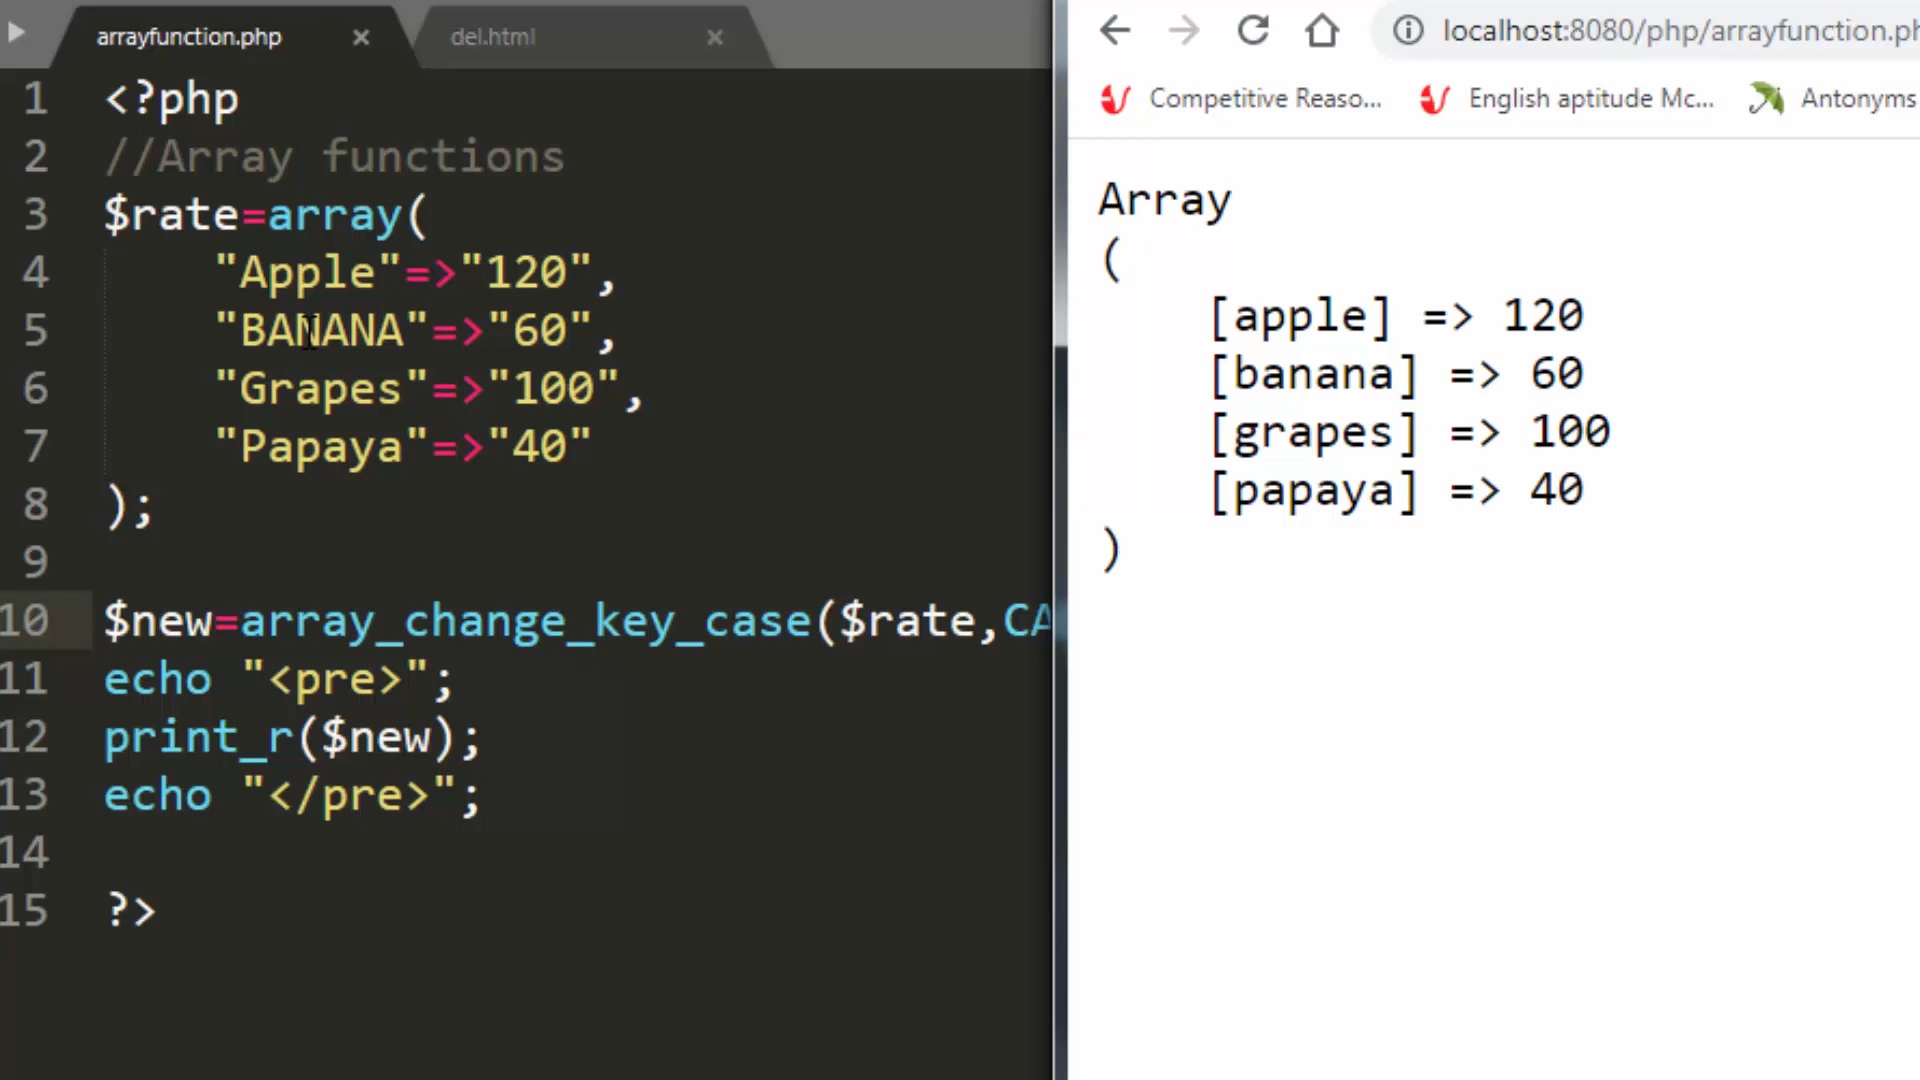 arrayfunction.php
del.html
1 <?php
2 //Array functions
3 $rate=array(
4 "Apple"=>"120",
5 "BANANA"=>"60",
6 "Grapes"=>"100",
7 "Papaya"=>"40"
8 );
9
10 $new=array_change_key_case($rate,CA
11 echo "<pre>";
12 print_r($new);
13 echo "</pre>";
14
15 ?>
localhost:8080/php/arrayfunction.ph
Competitive Reaso... English aptitude Mc... Antonyms
Array
(
[apple] => 120
[banana] => 60
[grapes] => 100
[papaya] => 40
)